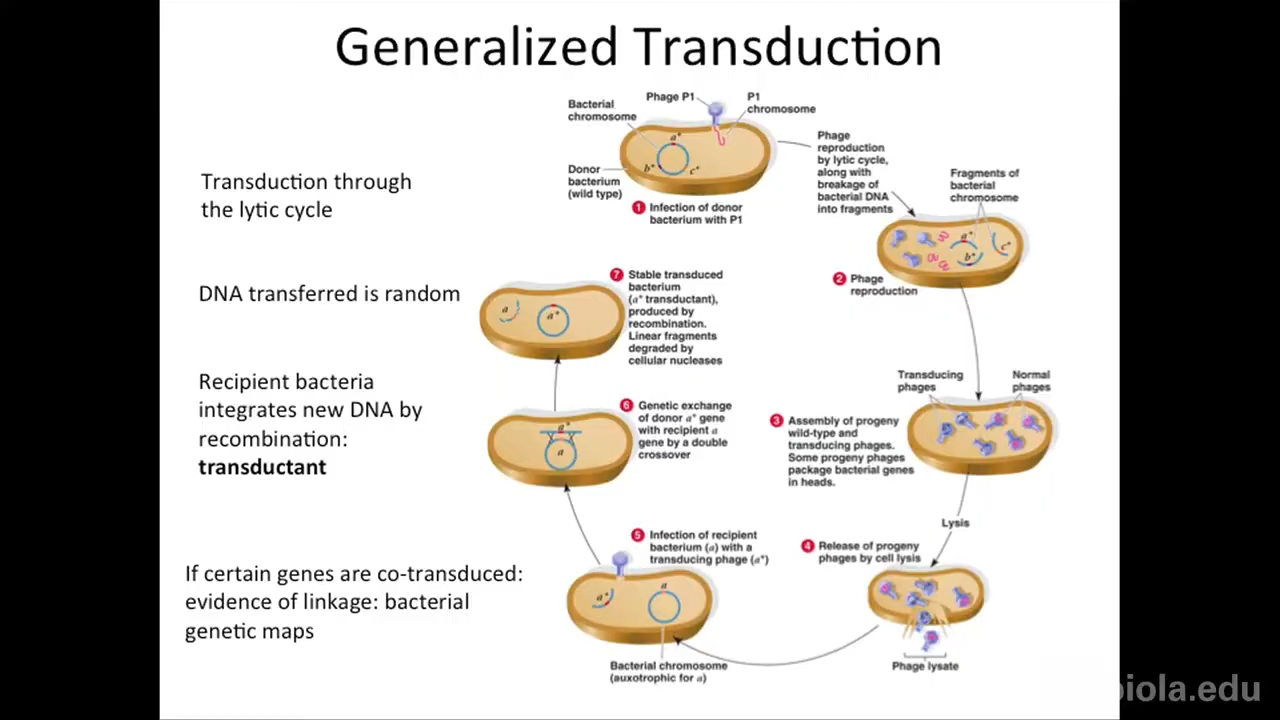 Generalized Transduction
Transduction through
the lytic cycle
DNA transferred is random
Recipient bacteria
integrates new DNA by
recombination:
transductant
If certain genes are co-transduced:
evidence of linkage: bacterial
genetic maps
Phage P1
P1
chromosome
Bacterial
chromosome
a⁺
b⁺
c⁺
Donor
bacterium
(wild type)
1 Infection of donor
bacterium with P1
Phage
reproduction
by lytic cycle,
along with
breakage of
bacterial DNA
into fragments
Fragments of
bacterial
chromosome
a⁺
b⁺
c⁺
2 Phage
reproduction
Transducing
phages
Normal
phages
3 Assembly of progeny
wild-type and
transducing phages.
Some progeny phages
package bacterial genes
in heads.
Lysis
4 Release of progeny
phages by cell lysis
Phage lysate
5 Infection of recipient
bacterium (a) with a
transducing phage (a⁺)
a⁺
a
Bacterial chromosome
(auxotrophic for a)
6 Genetic exchange
of donor a⁺ gene
with recipient a
gene by a double
crossover
a⁺
a
7 Stable transduced
bacterium
(a⁺ transductant),
produced by
recombination.
Linear fragments
degraded by
cellular nucleases
a
a⁺
biola.edu